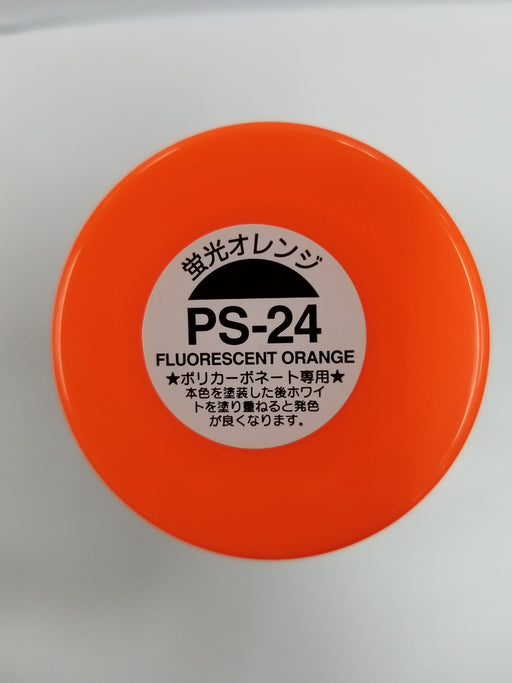 蛍光オレンジ
PS-24
FLUORESCENT ORANGE
★ポリカーボネート専用★
本色を塗装した後ホワイ
トを塗り重ねると発色
が良くなります。